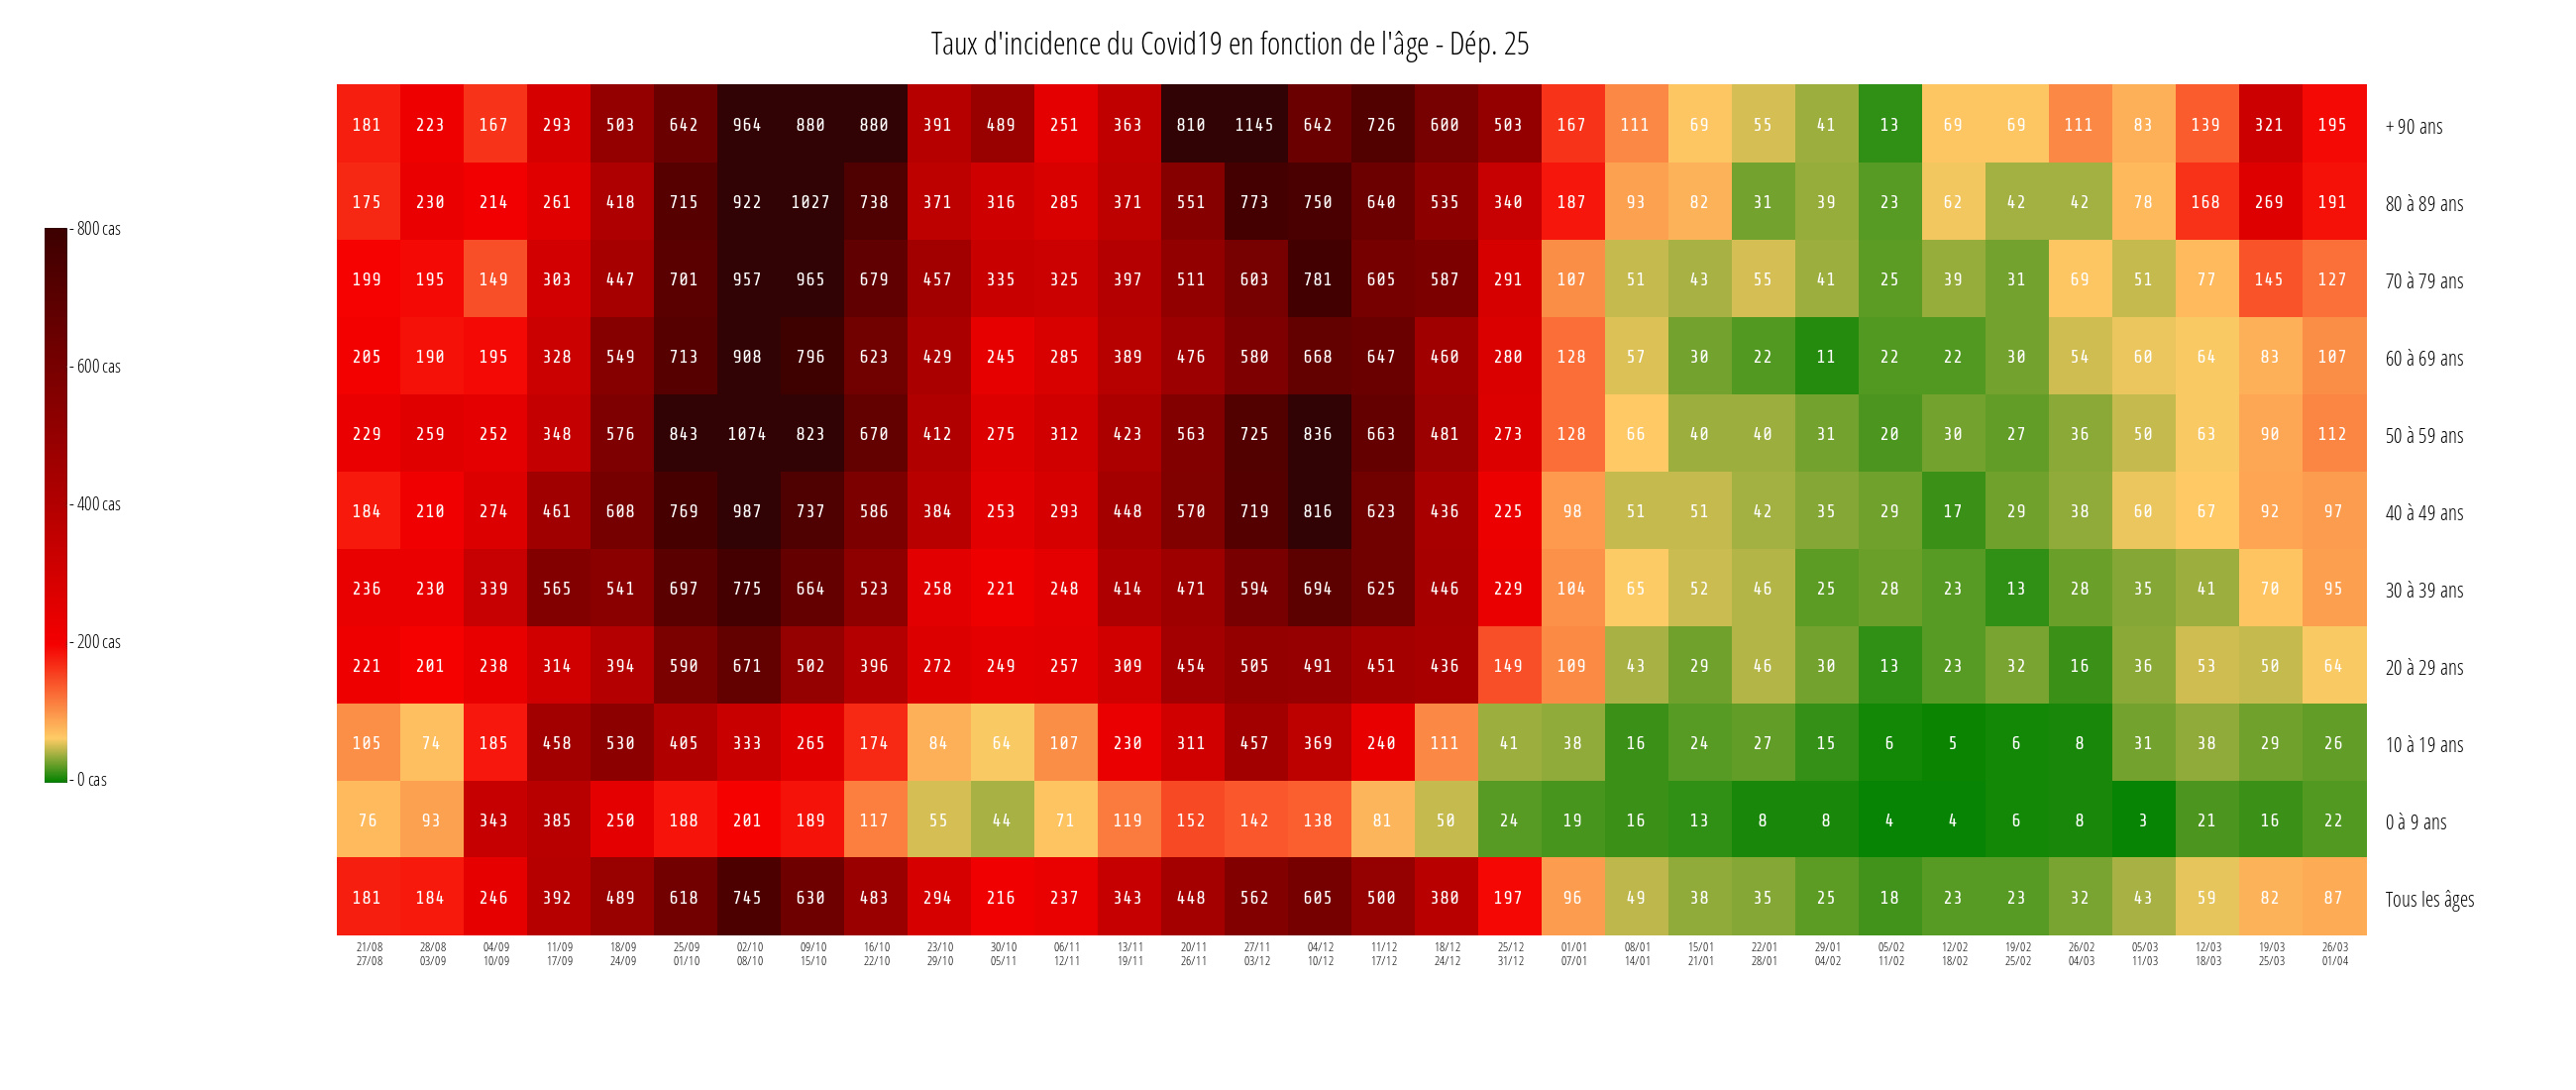 Taux d'incidence du Covid19 en fonction de l'âge - Dép. 25
- 800 cas
- 600 cas
- 400 cas
- 200 cas
- 0 cas
181 223 167 293 503 642 964 880 880 391 489 251 363 810 1145 642 726 600 503 167 111 69 55 41 13 69 69 111 83 139 321 195 + 90 ans
175 230 214 261 418 715 922 1027 738 371 316 285 371 551 773 750 640 535 340 187 93 82 31 39 23 62 42 42 78 168 269 191 80 à 89 ans
199 195 149 303 447 701 957 965 679 457 335 325 397 511 603 781 605 587 291 107 51 43 55 41 25 39 31 69 51 77 145 127 70 à 79 ans
205 190 195 328 549 713 908 796 623 429 245 285 389 476 580 668 647 460 280 128 57 30 22 11 22 22 30 54 60 64 83 107 60 à 69 ans
229 259 252 348 576 843 1074 823 670 412 275 312 423 563 725 836 663 481 273 128 66 40 40 31 20 30 27 36 50 63 90 112 50 à 59 ans
184 210 274 461 608 769 987 737 586 384 253 293 448 570 719 816 623 436 225 98 51 51 42 35 29 17 29 38 60 67 92 97 40 à 49 ans
236 230 339 565 541 697 775 664 523 258 221 248 414 471 594 694 625 446 229 104 65 52 46 25 28 23 13 28 35 41 70 95 30 à 39 ans
221 201 238 314 394 590 671 502 396 272 249 257 309 454 505 491 451 436 149 109 43 29 46 30 13 23 32 16 36 53 50 64 20 à 29 ans
105 74 185 458 530 405 333 265 174 84 64 107 230 311 457 369 240 111 41 38 16 24 27 15 6 5 6 8 31 38 29 26 10 à 19 ans
76 93 343 385 250 188 201 189 117 55 44 71 119 152 142 138 81 50 24 19 16 13 8 8 4 4 6 8 3 21 16 22 0 à 9 ans
181 184 246 392 489 618 745 630 483 294 216 237 343 448 562 605 500 380 197 96 49 38 35 25 18 23 23 32 43 59 82 87 Tous les âges
21/08 28/08 04/09 11/09 18/09 25/09 02/10 09/10 16/10 23/10 30/10 06/11 13/11 20/11 27/11 04/12 11/12 18/12 25/12 01/01 08/01 15/01 22/01 29/01 05/02 12/02 19/02 26/02 05/03 12/03 19/03 26/03
27/08 03/09 10/09 17/09 24/09 01/10 08/10 15/10 22/10 29/10 05/11 12/11 19/11 26/11 03/12 10/12 17/12 24/12 31/12 07/01 14/01 21/01 28/01 04/02 11/02 18/02 25/02 04/03 11/03 18/03 25/03 01/04